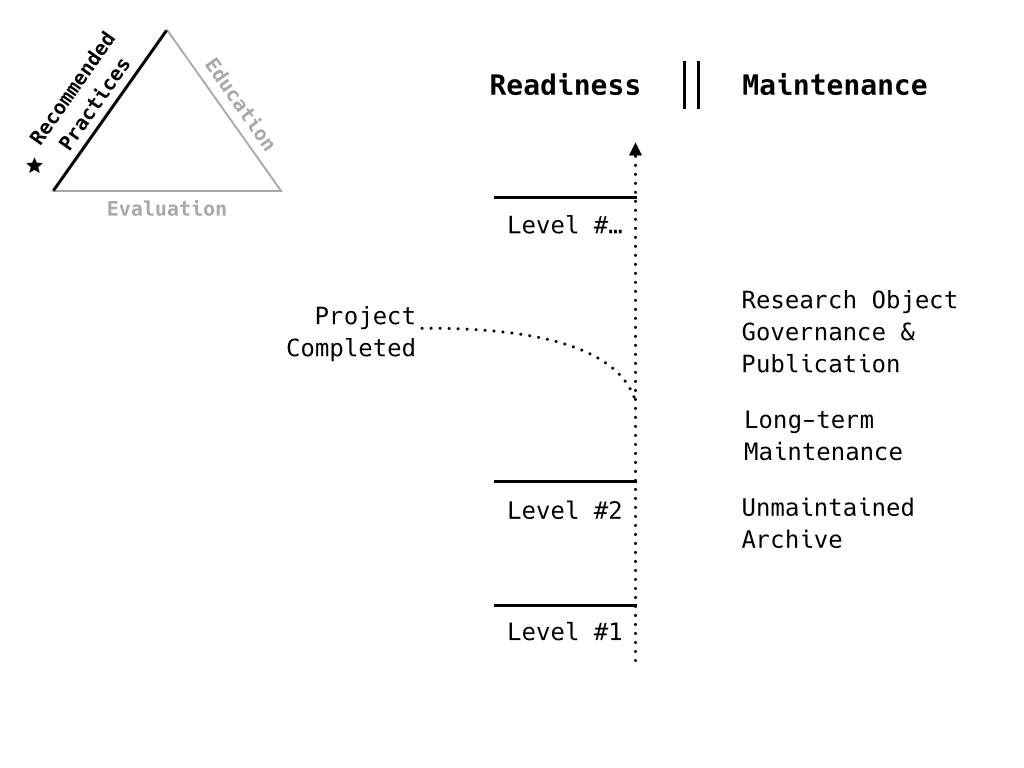 Recommended
Practices
★
Education
Evaluation
Readiness
Maintenance
Level #…
Project
Completed
Level #2
Level #1
Research Object
Governance &
Publication
Long-term
Maintenance
Unmaintained
Archive